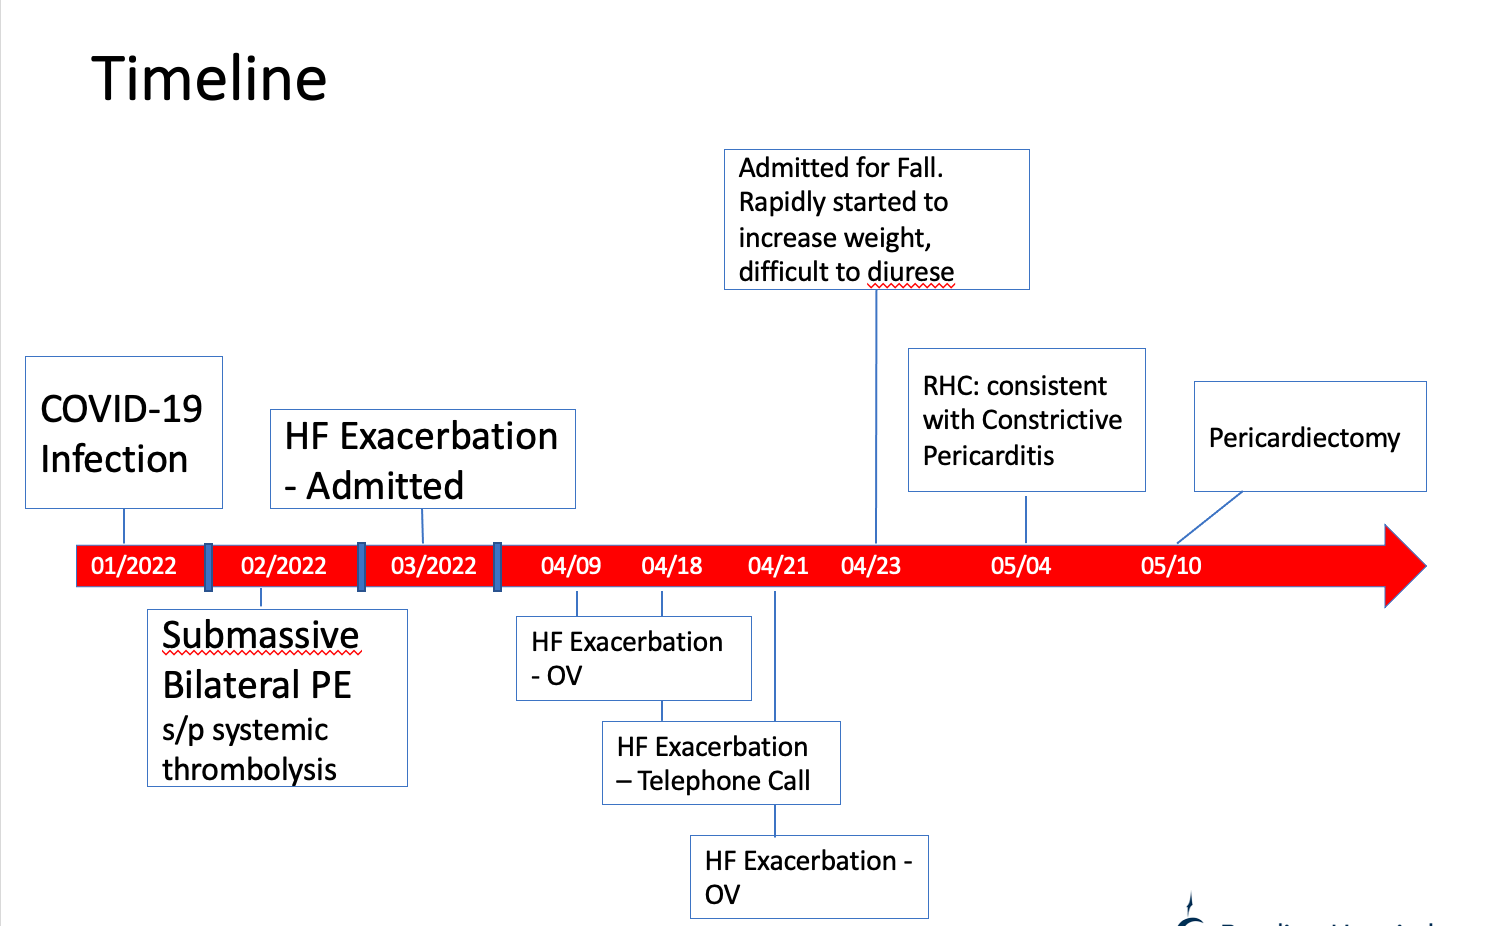 Timeline
Admitted for Fall.
Rapidly started to
increase weight,
difficult to diurese
COVID-19
Infection
HF Exacerbation
- Admitted
RHC: consistent
with Constrictive
Pericarditis
Pericardiectomy
01/2022 02/2022 03/2022 04/09 04/18 04/21 04/23 05/04 05/10
Submassive
Bilateral PE
s/p systemic
thrombolysis
HF Exacerbation
- OV
HF Exacerbation
– Telephone Call
HF Exacerbation -
OV